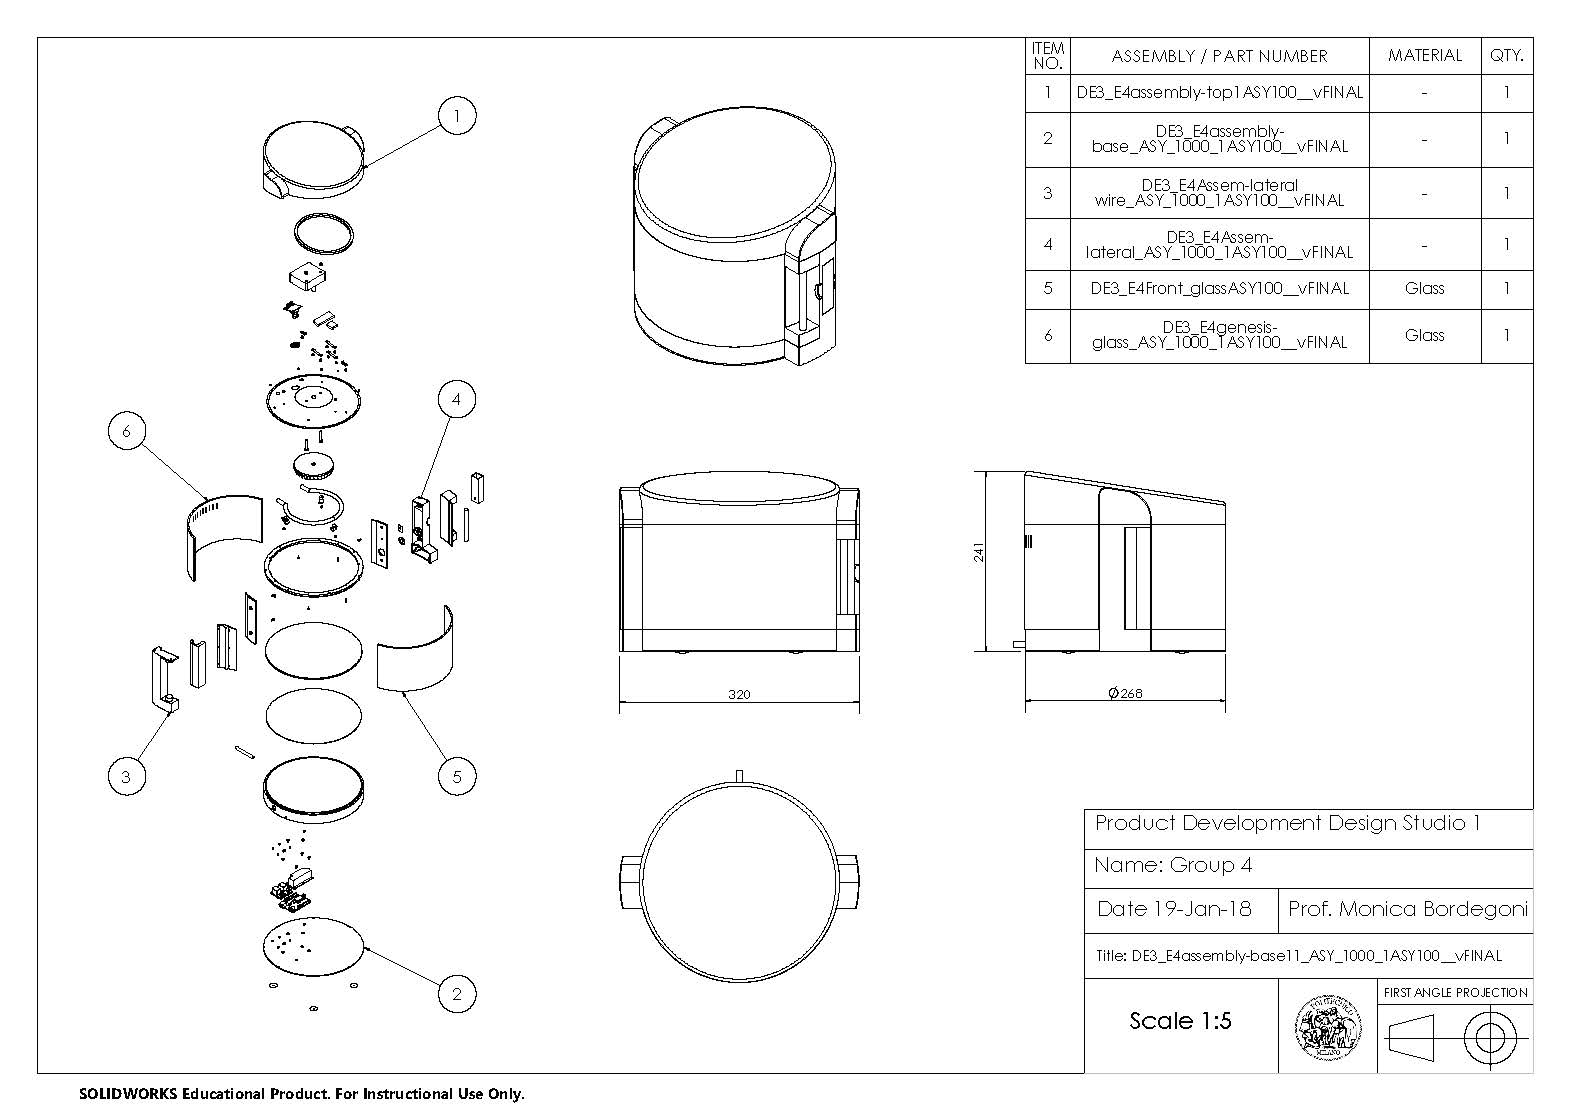 ITEM NO. ASSEMBLY / PART NUMBER MATERIAL QTY.
1 DE3_E4assembly-top1ASY100__vFINAL - 1
2 DE3_E4assembly-
base_ASY_1000_1ASY100__vFINAL - 1
3 DE3_E4Assem-lateral
wire_ASY_1000_1ASY100__vFINAL - 1
4 DE3_E4Assem-
lateral_ASY_1000_1ASY100__vFINAL - 1
5 DE3_E4Front_glassASY100__vFINAL Glass 1
6 DE3_E4genesis-
glass_ASY_1000_1ASY100__vFINAL Glass 1
1
4
6
3
5
2
241
320
Ø268
Product Development Design Studio 1
Name: Group 4
Date 19-Jan-18 Prof. Monica Bordegoni
Title: DE3_E4assembly-base11_ASY_1000_1ASY100__vFINAL
Scale 1:5
POLITECNICO
MILANO
FIRST ANGLE PROJECTION
SOLIDWORKS Educational Product. For Instructional Use Only.